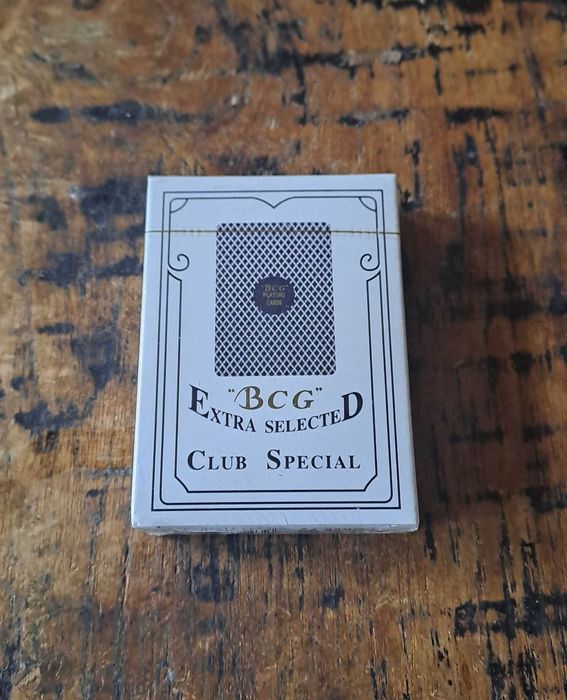 "BCG"
PLAYING
CARDS
"BCG"
EXTRA SELECTED
CLUB SPECIAL